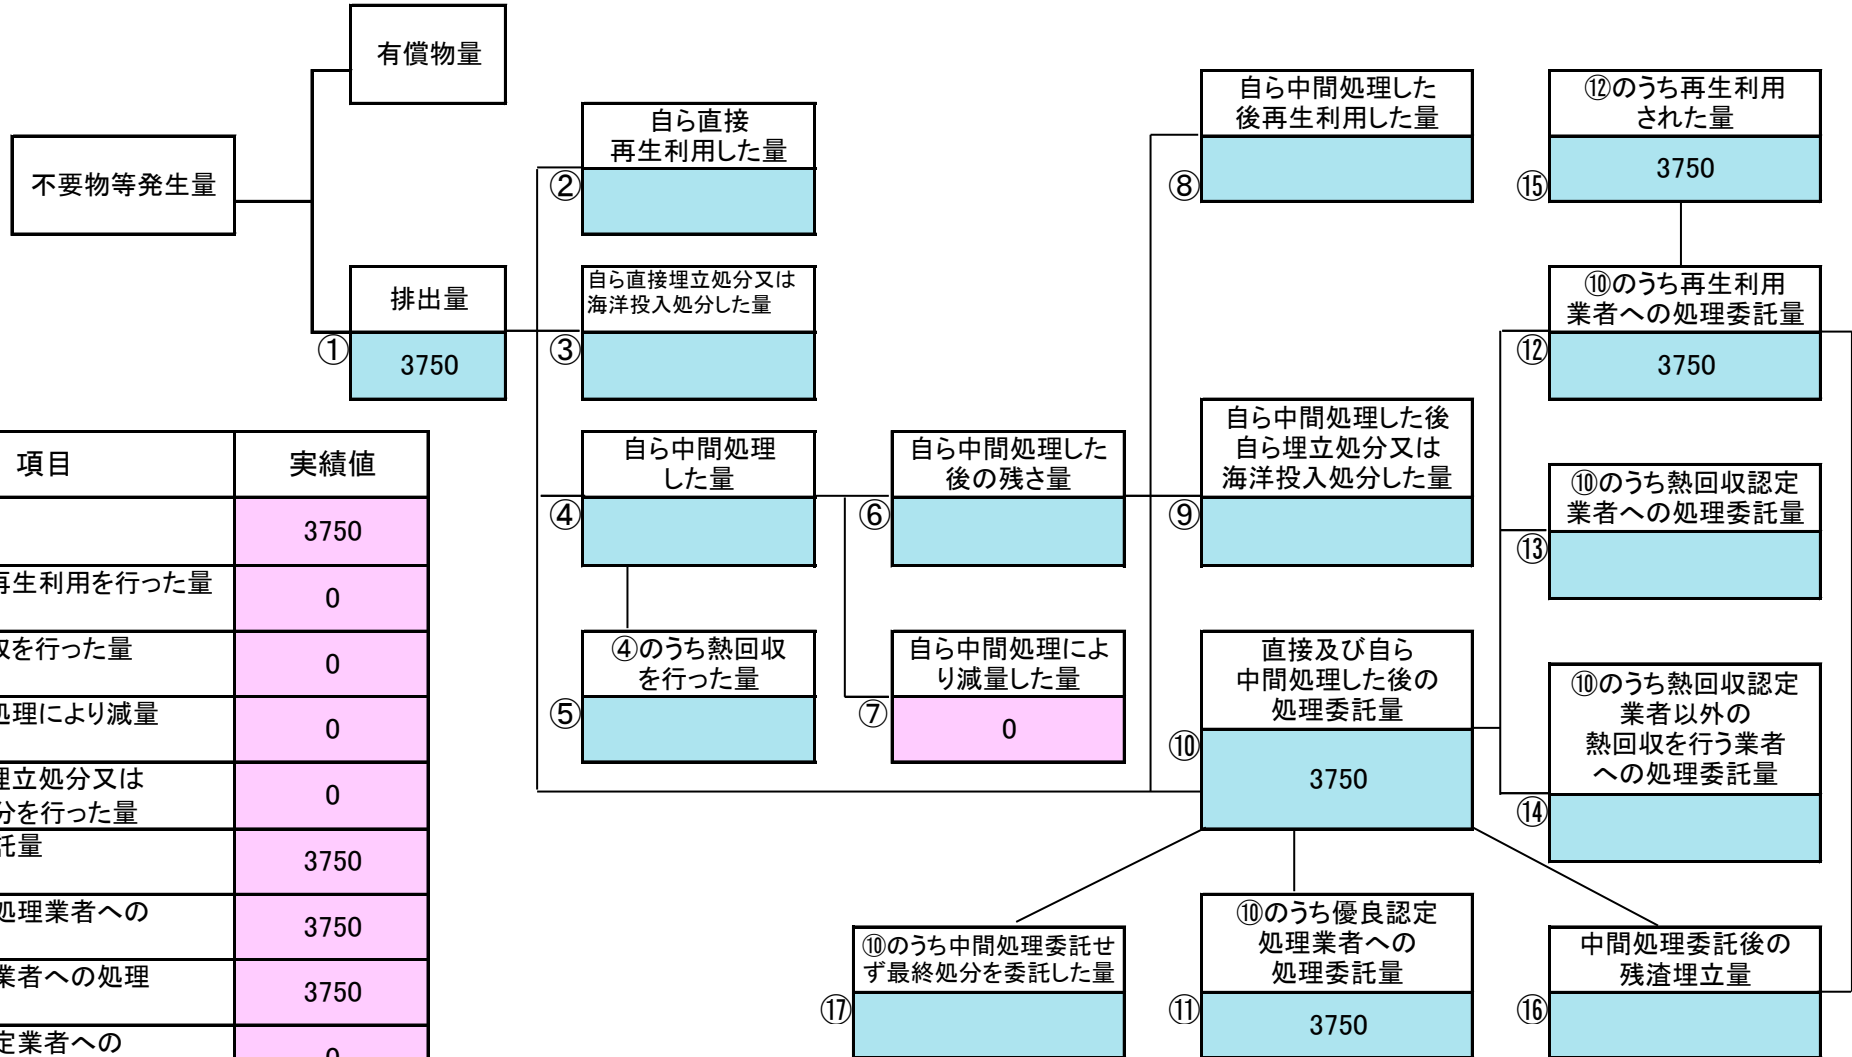 有償物量
不要物等発生量
排出量
①
3750
自ら直接
再生利用した量
②
自ら直接埋立処分又は
海洋投入処分した量
③
自ら中間処理
した量
④
④のうち熱回収
を行った量
⑤
自ら中間処理した
後の残さ量
⑥
自ら中間処理によ
り減量した量
⑦
0
自ら中間処理した
後再生利用した量
⑧
自ら中間処理した後
自ら埋立処分又は
海洋投入処分した量
⑨
直接及び自ら
中間処理した後の
処理委託量
⑩
3750
⑫のうち再生利用
された量
⑮
3750
⑩のうち再生利用
業者への処理委託量
⑫
3750
⑩のうち熱回収認定
業者への処理委託量
⑬
⑩のうち熱回収認定
業者以外の
熱回収を行う業者
への処理委託量
⑭
⑩のうち中間処理委託せ
ず最終処分を委託した量
⑰
⑩のうち優良認定
処理業者への
処理委託量
⑪
3750
中間処理委託後の
残渣埋立量
⑯
項目 実績値
3750
再生利用を行った量 0
収を行った量 0
処理により減量 0
埋立処分又は
分を行った量 0
託量 3750
処理業者への 3750
業者への処理 3750
定業者への 0